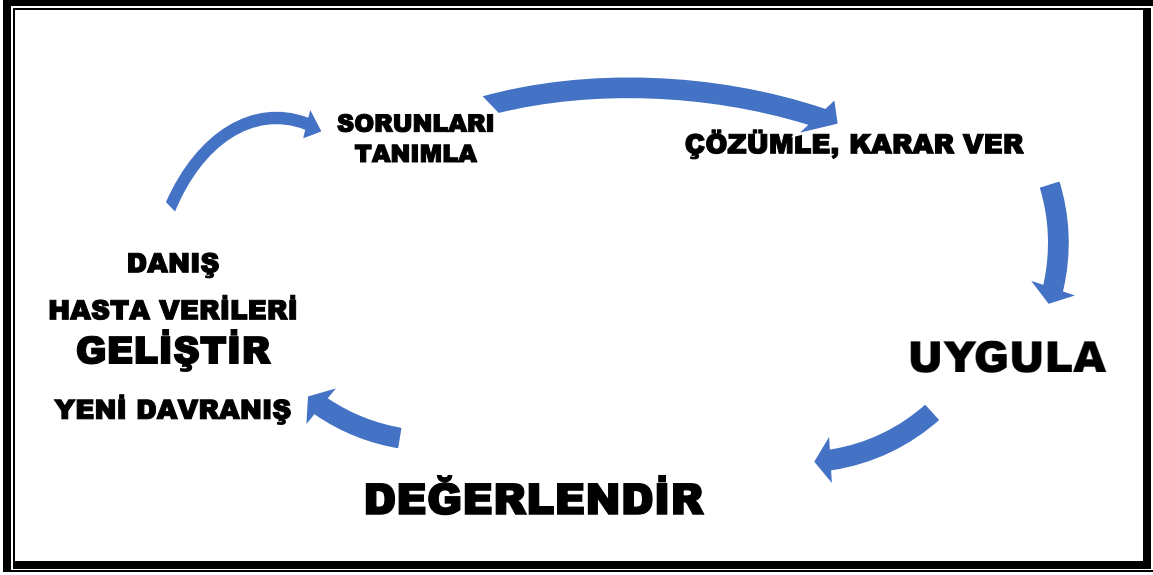 SORUNLARI
TANIMLA
ÇÖZÜMLE, KARAR VER
UYGULA
DEĞERLENDİR
DANIŞ
HASTA VERİLERİ
GELİŞTİR
YENİ DAVRANIŞ